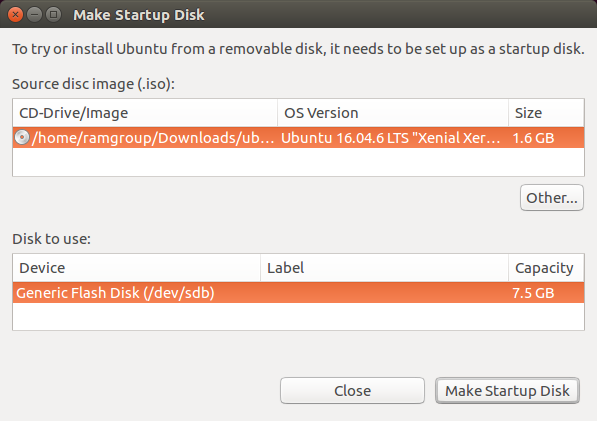 Make Startup Disk
To try or install Ubuntu from a removable disk, it needs to be set up as a startup disk.
Source disc image (.iso):
CD-Drive/Image OS Version Size
/home/ramgroup/Downloads/ub... Ubuntu 16.04.6 LTS "Xenial Xer... 1.6 GB
Other...
Disk to use:
Device Label Capacity
Generic Flash Disk (/dev/sdb) 7.5 GB
Close Make Startup Disk